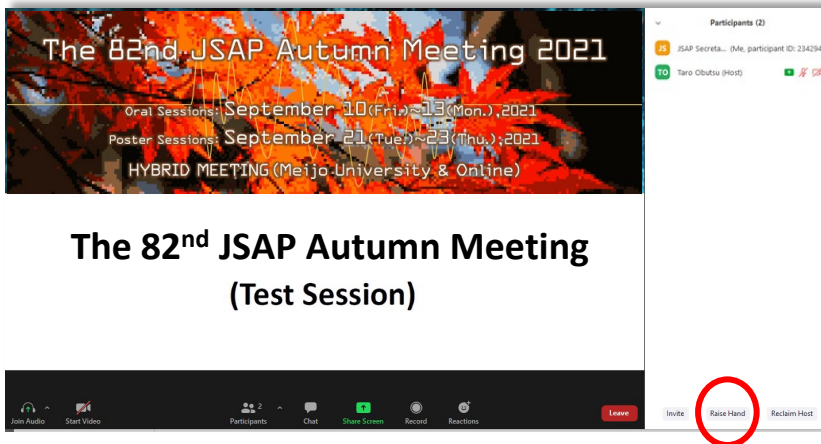 The 82nd JSAP Autumn Meeting 2021
Oral Sessions: September 10(Fri.)~13(Mon.),2021
Poster Sessions: September 21(Tue.)~23(Thu.),2021
HYBRID MEETING (Meijo University & Online)
The 82nd JSAP Autumn Meeting
(Test Session)
Participants (2)
JS JSAP Secreta... (Me, participant ID: 234294
TO Taro Obutsu (Host)
Join Audio Start Video Participants 2 Chat Share Screen Record Reactions Leave
Invite Raise Hand Reclaim Host